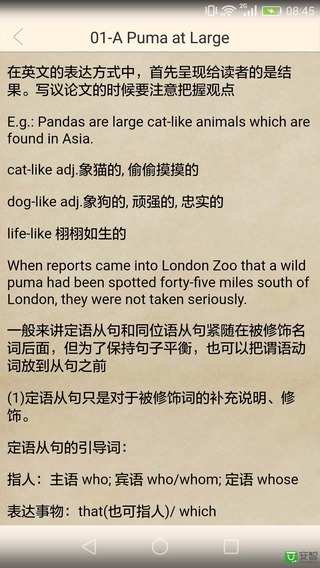 2G 08:45
01-A Puma at Large
在英文的表达方式中，首先呈现给读者的是结
果。写议论文的时候要注意把握观点
E.g.: Pandas are large cat-like animals which are
found in Asia.
cat-like adj.象猫的, 偷偷摸摸的
dog-like adj.象狗的, 顽强的, 忠实的
life-like 栩栩如生的
When reports came into London Zoo that a wild
puma had been spotted forty-five miles south of
London, they were not taken seriously.
一般来讲定语从句和同位语从句紧随在被修饰名
词后面，但为了保持句子平衡，也可以把谓语动
词放到从句之前
(1)定语从句只是对于被修饰词的补充说明、修
饰。
定语从句的引导词：
指人：主语 who; 宾语 who/whom; 定语 whose
表达事物：that(也可指人)/ which
安智